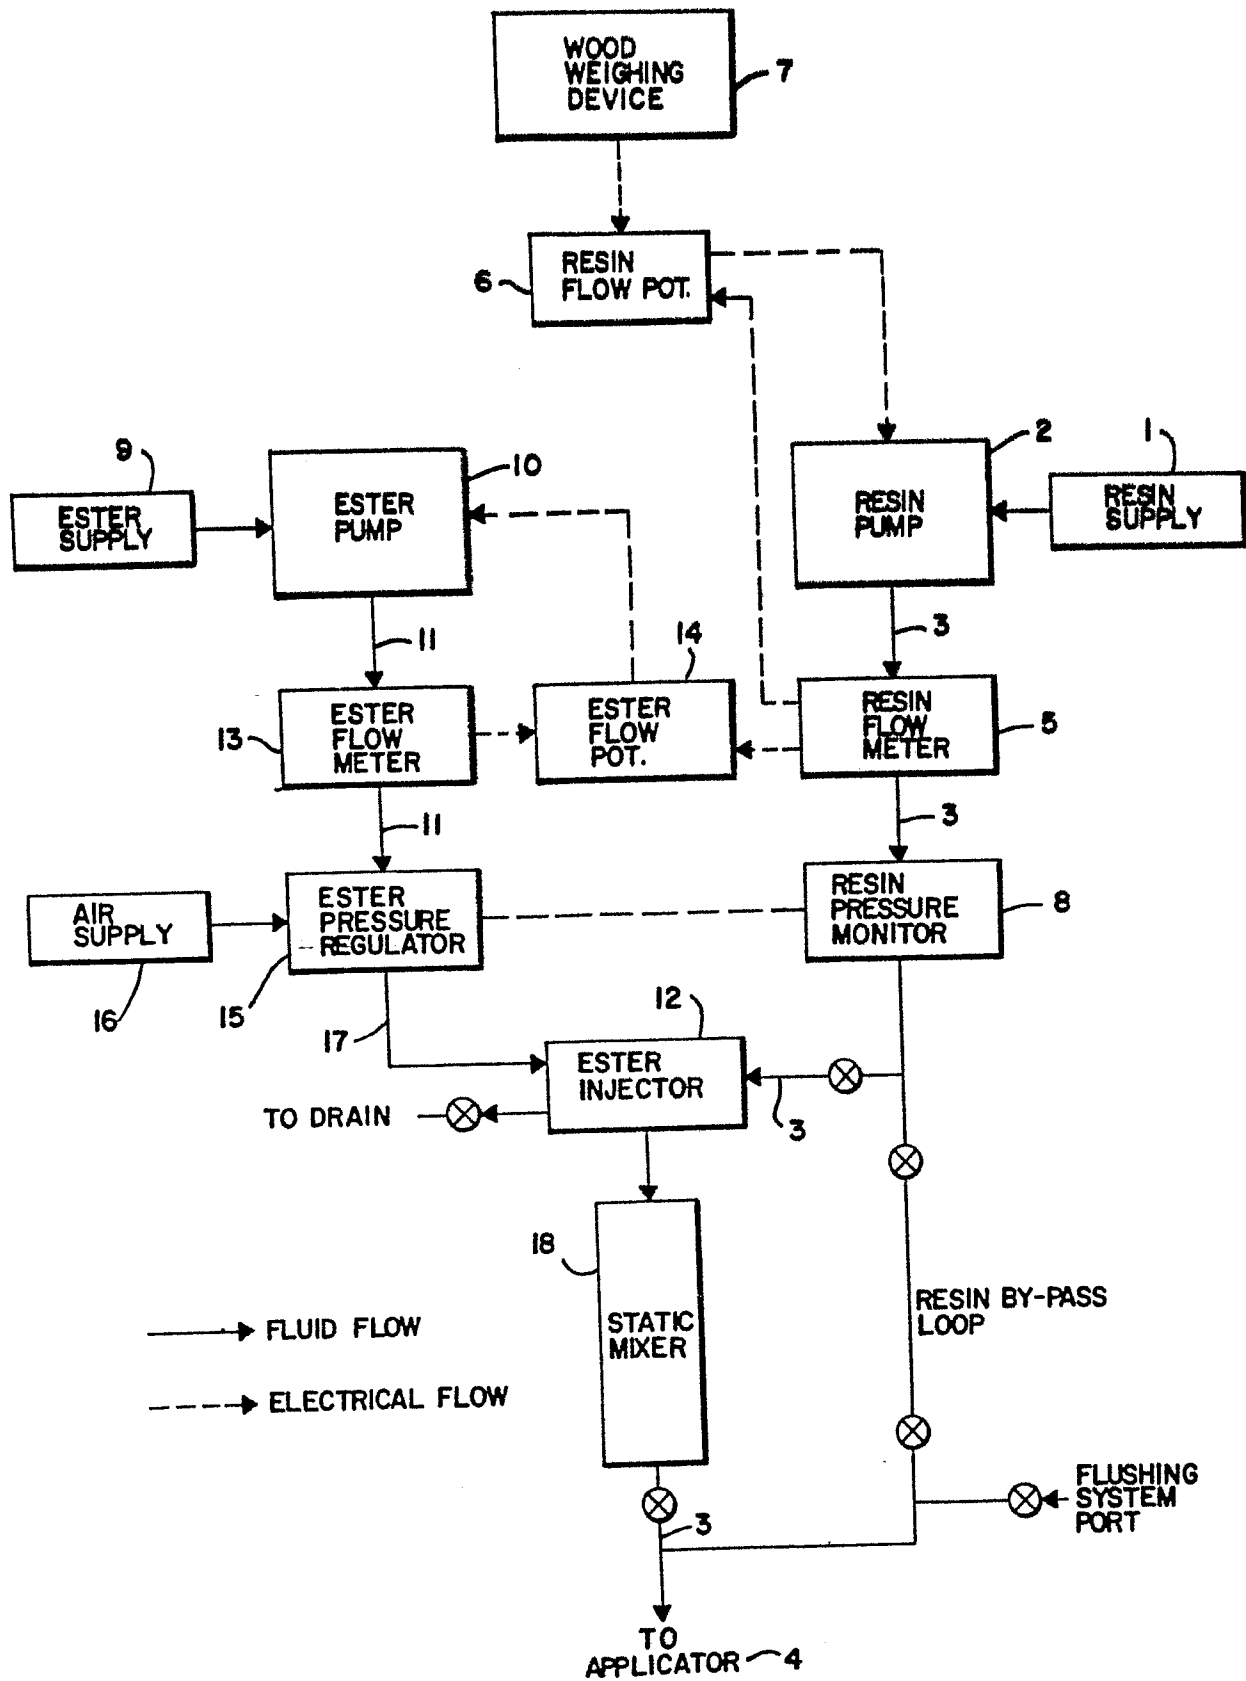 WOOD
WEIGHING
DEVICE
7
RESIN
FLOW POT.
6
9
ESTER
SUPPLY
10
ESTER
PUMP
2
RESIN
PUMP
1
RESIN
SUPPLY
11
3
14
13
ESTER
FLOW
METER
ESTER
FLOW
POT.
RESIN
FLOW
METER
5
11
3
AIR
SUPPLY
16
ESTER
PRESSURE
REGULATOR
15
RESIN
PRESSURE
MONITOR
8
17
12
ESTER
INJECTOR
3
TO DRAIN
18
STATIC
MIXER
RESIN BY-PASS
LOOP
FLUID FLOW
ELECTRICAL FLOW
FLUSHING
SYSTEM
PORT
3
TO
APPLICATOR
4